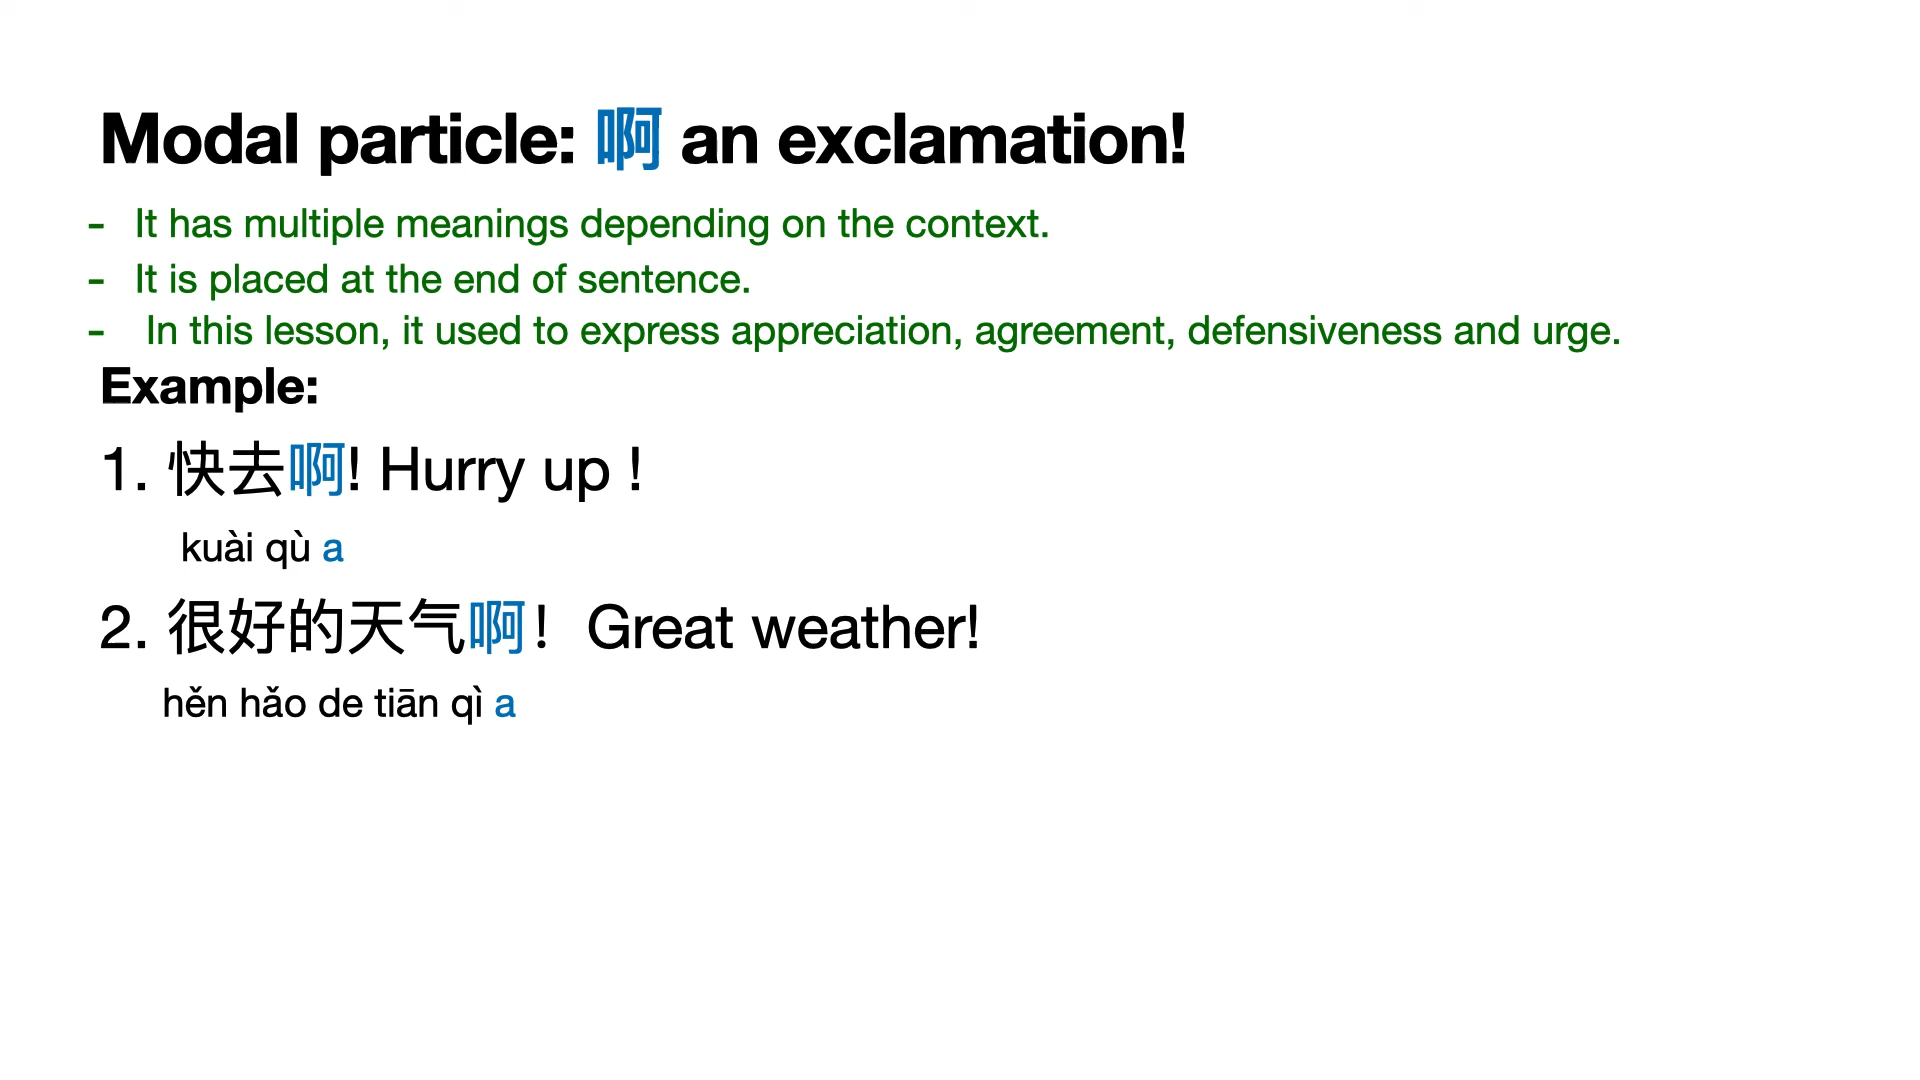 Modal particle: 啊 an exclamation!
- It has multiple meanings depending on the context.
- It is placed at the end of sentence.
- In this lesson, it used to express appreciation, agreement, defensiveness and urge.
Example:
1. 快去啊! Hurry up !
kuài qù a
2. 很好的天气啊！ Great weather!
hěn hǎo de tiān qì a